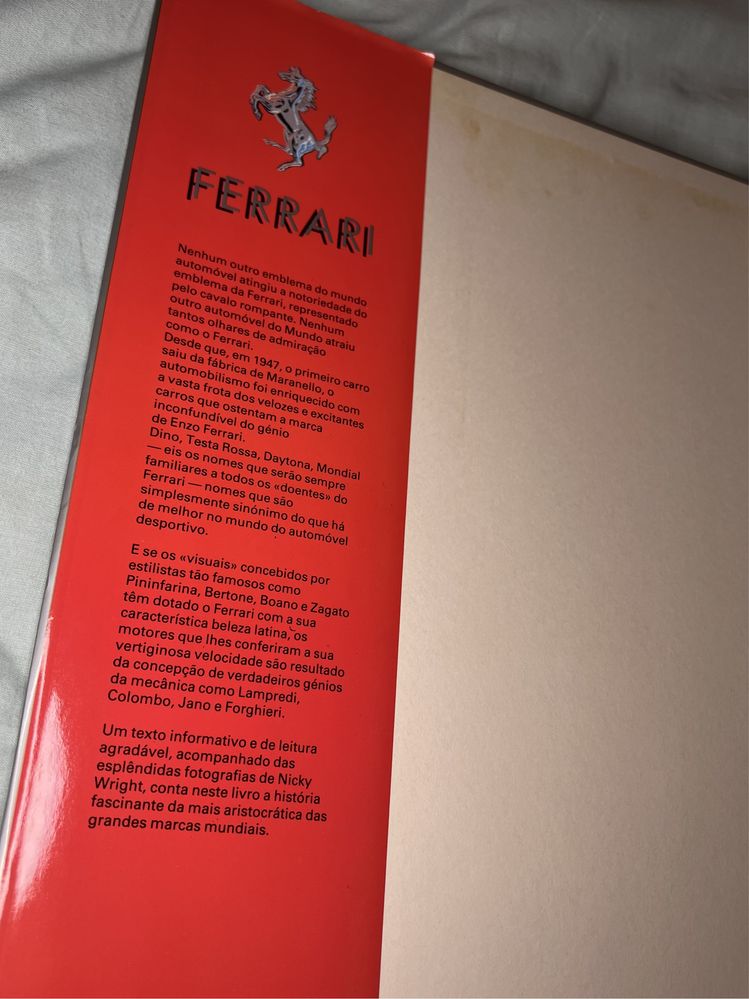 FERRARI
Nenhum outro emblema do mundo
automóvel atingiu a notoriedade do
emblema da Ferrari, representado
pelo cavalo rompante. Nenhum
outro automóvel do Mundo atraiu
tantos olhares de admiração
como o Ferrari.
Desde que, em 1947, o primeiro carro
saiu da fábrica de Maranello, o
automobilismo foi enriquecido com
a vasta frota dos velozes e excitantes
carros que ostentam a marca
inconfundível do génio
de Enzo Ferrari.
Dino, Testa Rossa, Daytona, Mondial
— eis os nomes que serão sempre
familiares a todos os «doentes» do
Ferrari — nomes que são
simplesmente sinónimo do que há
de melhor no mundo do automóvel
desportivo.
E se os «visuais» concebidos por
estilistas tão famosos como
Pininfarina, Bertone, Boano e Zagato
têm dotado o Ferrari com a sua
característica beleza latina, os
motores que lhes conferiram a sua
vertiginosa velocidade são resultado
da concepção de verdadeiros génios
da mecânica como Lampredi,
Colombo, Jano e Forghieri.
Um texto informativo e de leitura
agradável, acompanhado das
esplêndidas fotografias de Nicky
Wright, conta neste livro a história
fascinante da mais aristocrática das
grandes marcas mundiais.